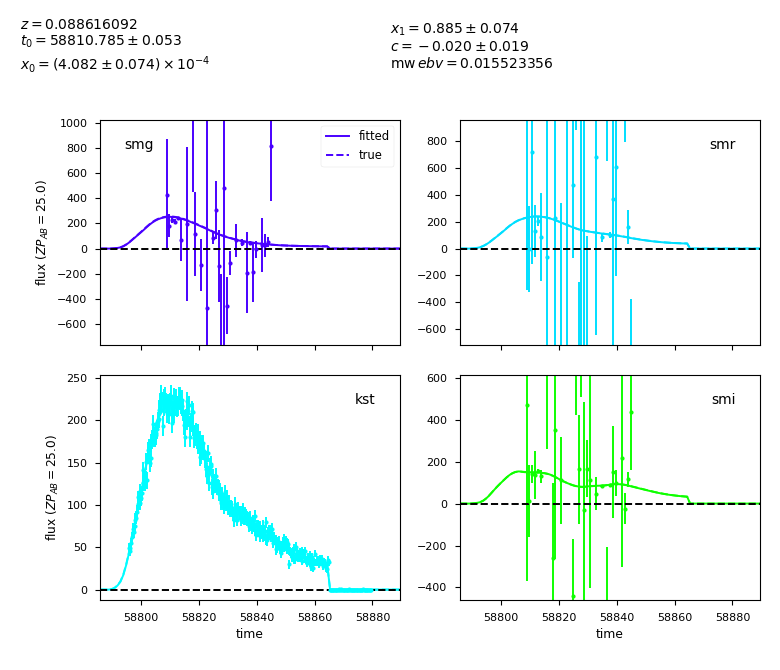 z = 0.088616092
t₀ = 58810.785 ± 0.053
x₀ = (4.082 ± 0.074) × 10⁻⁴
x₁ = 0.885 ± 0.074
c = −0.020 ± 0.019
mw ebv = 0.015523356
1000
800
600
400
200
0
−200
−400
−600
flux (ZP_AB = 25.0)
smg
fitted
true
800
600
400
200
0
−200
−400
−600
smr
250
200
150
100
50
0
flux (ZP_AB = 25.0)
kst
58800 58820 58840 58860 58880
time
600
400
200
0
−200
−400
smi
58800 58820 58840 58860 58880
time